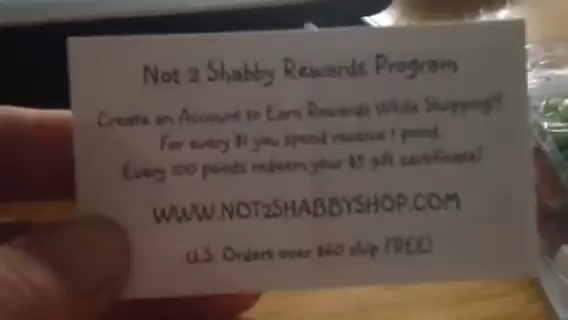 Not 2 Shabby Rewards Program
Create an Account to Earn Rewards While Shopping!!
For every $1 you spend receive 1 point.
Every 100 points redeem your $5 gift certificate!
WWW.NOT2SHABBYSHOP.COM
U.S. Orders over $60 ship FREE!